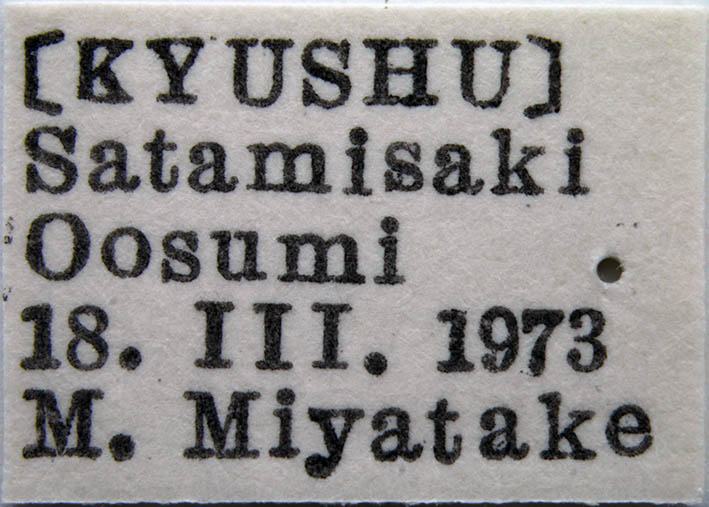 [KYUSHU]
Satamisaki
Oosumi
18. III. 1973
M. Miyatake